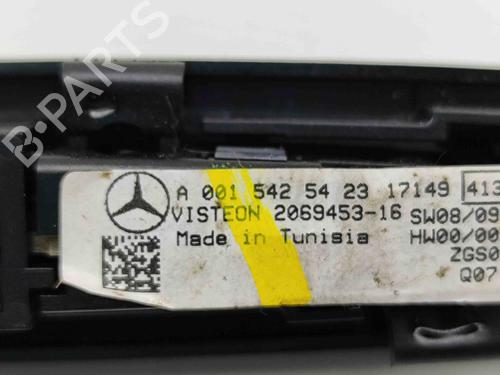 B-PARTS
A 001 542 54 23 17149 413
VISTEON 2069453-16 SW08/09
Made in Tunisia HW00/00
ZGS0
Q07